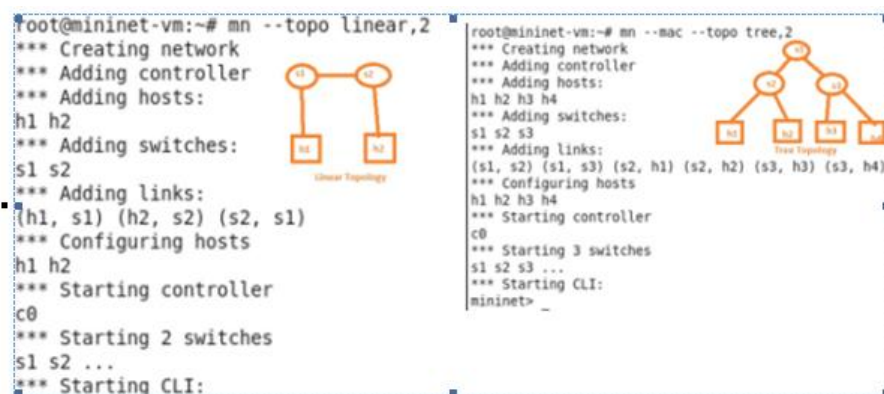 root@mininet-vm:~# mn --topo linear,2
*** Creating network
*** Adding controller
*** Adding hosts:
h1 h2
*** Adding switches:
s1 s2
*** Adding links:
(h1, s1) (h2, s2) (s2, s1)
*** Configuring hosts
h1 h2
*** Starting controller
c0
*** Starting 2 switches
s1 s2 ...
*** Starting CLI:
s1 s2
h1 h2
Linear Topology
root@mininet-vm:~# mn --mac --topo tree,2
*** Creating network
*** Adding controller
*** Adding hosts:
h1 h2 h3 h4
*** Adding switches:
s1 s2 s3
*** Adding links:
(s1, s2) (s1, s3) (s2, h1) (s2, h2) (s3, h3) (s3, h4)
*** Configuring hosts
h1 h2 h3 h4
*** Starting controller
c0
*** Starting 3 switches
s1 s2 s3 ...
*** Starting CLI:
mininet> _
s2 s3
h1 h2 h3
Tree Topology